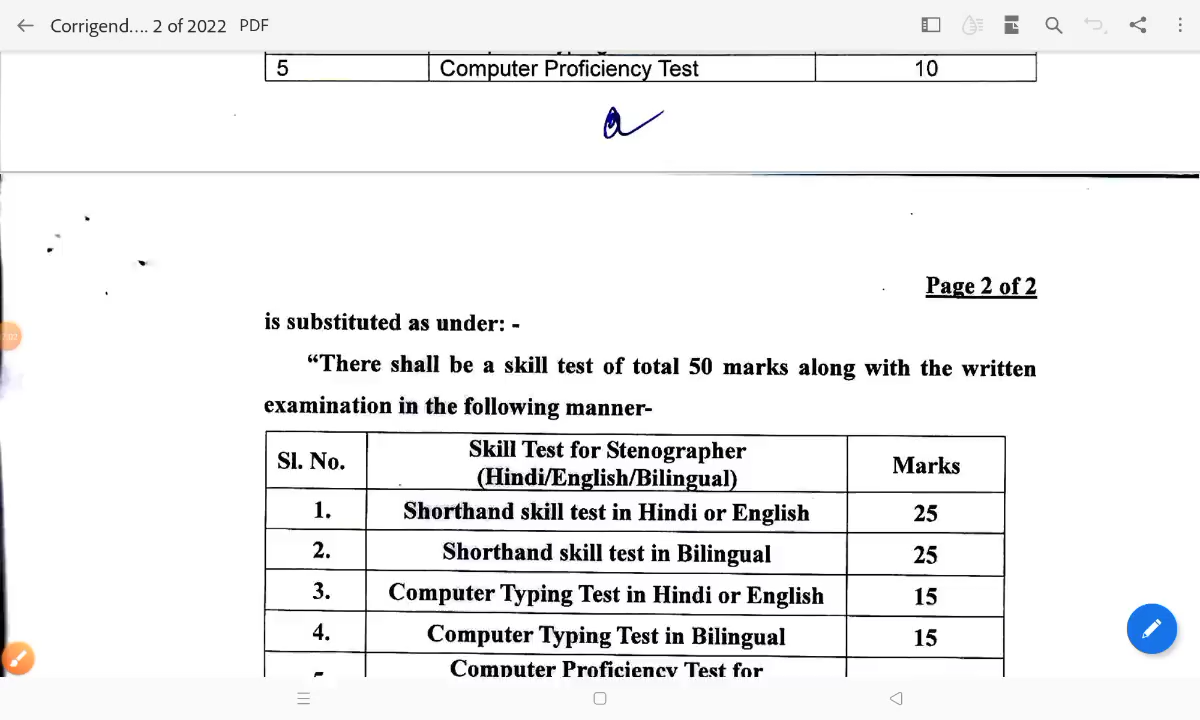 Corrigend.... 2 of 2022 PDF
5 Computer Proficiency Test 10
Page 2 of 2
is substituted as under: -
“There shall be a skill test of total 50 marks along with the written
examination in the following manner-
Sl. No. Skill Test for Stenographer (Hindi/English/Bilingual) Marks
1. Shorthand skill test in Hindi or English 25
2. Shorthand skill test in Bilingual 25
3. Computer Typing Test in Hindi or English 15
4. Computer Typing Test in Bilingual 15
Computer Proficiency Test for